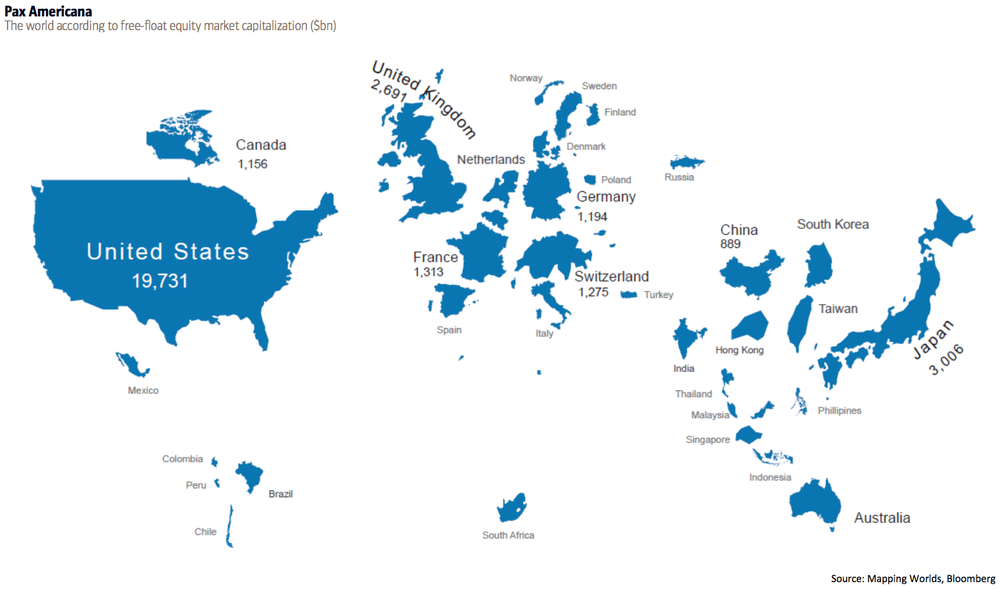 Pax Americana
The world according to free-float equity market capitalization ($bn)
United Kingdom
2,691
Norway
Sweden
Finland
Denmark
Canada
1,156
Netherlands
Poland
Russia
Germany
1,194
United States
19,731
France
1,313
Switzerland
1,275
Turkey
Spain
Italy
China
889
South Korea
Taiwan
Hong Kong
Japan
3,006
India
Mexico
Thailand
Malaysia
Phillipines
Singapore
Indonesia
Colombia
Peru
Brazil
Chile
South Africa
Australia
Source: Mapping Worlds, Bloomberg